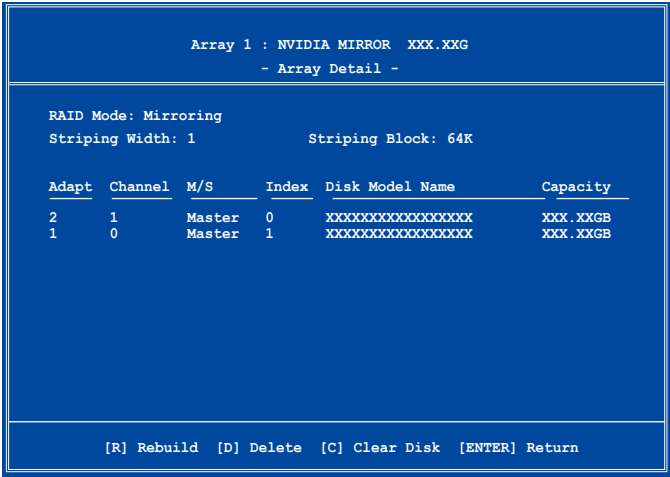 Array 1 : NVIDIA MIRROR  XXX.XXG
- Array Detail -
RAID Mode: Mirroring
Striping Width: 1    Striping Block: 64K
Adapt  Channel  M/S  Index  Disk Model Name  Capacity
2  1  Master  0  XXXXXXXXXXXXXXXXX  XXX.XXGB
1  0  Master  1  XXXXXXXXXXXXXXXXX  XXX.XXGB
[R] Rebuild  [D] Delete  [C] Clear Disk  [ENTER] Return